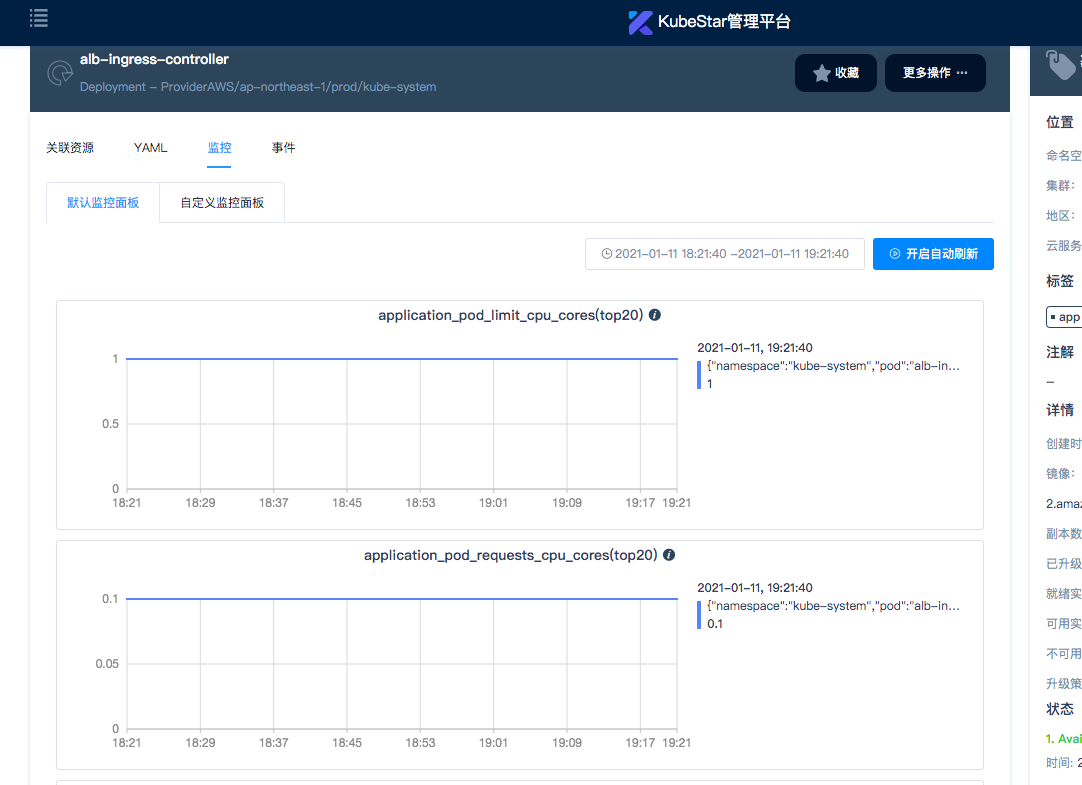 KubeStar管理平台
alb-ingress-controller
Deployment - ProviderAWS/ap-northeast-1/prod/kube-system
收藏
更多操作 ···
关联资源 YAML 监控 事件
默认监控面板 自定义监控面板
2021-01-11 18:21:40 -2021-01-11 19:21:40
开启自动刷新
application_pod_limit_cpu_cores(top20)
1
0.5
0
18:21 18:29 18:37 18:45 18:53 19:01 19:09 19:17 19:21
2021-01-11, 19:21:40
{"namespace":"kube-system","pod":"alb-in...
1
application_pod_requests_cpu_cores(top20)
0.1
0.05
0
18:21 18:29 18:37 18:45 18:53 19:01 19:09 19:17 19:21
2021-01-11, 19:21:40
{"namespace":"kube-system","pod":"alb-in...
0.1
位置
命名空
集群:
地区:
云服务
标签
app
注解
-
详情
创建时
镜像:
2.ama
副本数
已升级
就绪实
可用实
不可用
升级策
状态
1. Avai
时间: 2